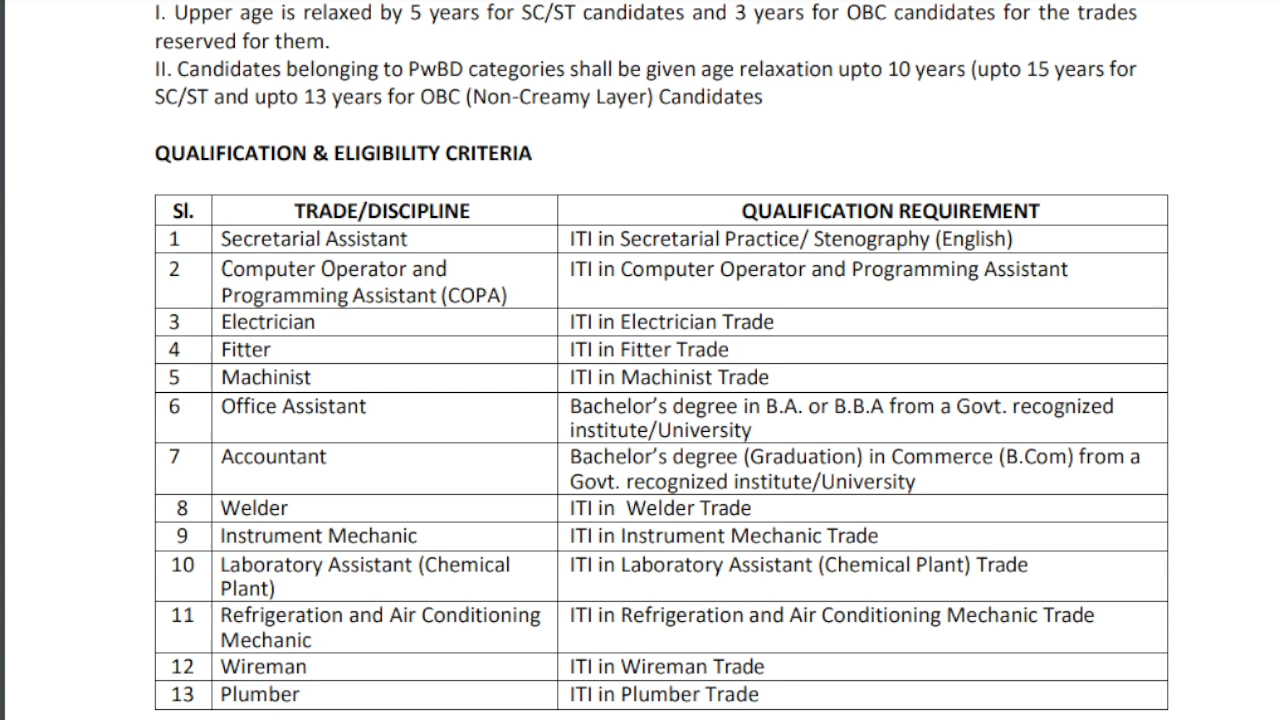 I. Upper age is relaxed by 5 years for SC/ST candidates and 3 years for OBC candidates for the trades
reserved for them.
II. Candidates belonging to PwBD categories shall be given age relaxation upto 10 years (upto 15 years for
SC/ST and upto 13 years for OBC (Non-Creamy Layer) Candidates
QUALIFICATION & ELIGIBILITY CRITERIA
Sl. TRADE/DISCIPLINE QUALIFICATION REQUIREMENT
1 Secretarial Assistant ITI in Secretarial Practice/ Stenography (English)
2 Computer Operator and ITI in Computer Operator and Programming Assistant
Programming Assistant (COPA)
3 Electrician ITI in Electrician Trade
4 Fitter ITI in Fitter Trade
5 Machinist ITI in Machinist Trade
6 Office Assistant Bachelor's degree in B.A. or B.B.A from a Govt. recognized
institute/University
7 Accountant Bachelor's degree (Graduation) in Commerce (B.Com) from a
Govt. recognized institute/University
8 Welder ITI in Welder Trade
9 Instrument Mechanic ITI in Instrument Mechanic Trade
10 Laboratory Assistant (Chemical ITI in Laboratory Assistant (Chemical Plant) Trade
Plant)
11 Refrigeration and Air Conditioning ITI in Refrigeration and Air Conditioning Mechanic Trade
Mechanic
12 Wireman ITI in Wireman Trade
13 Plumber ITI in Plumber Trade